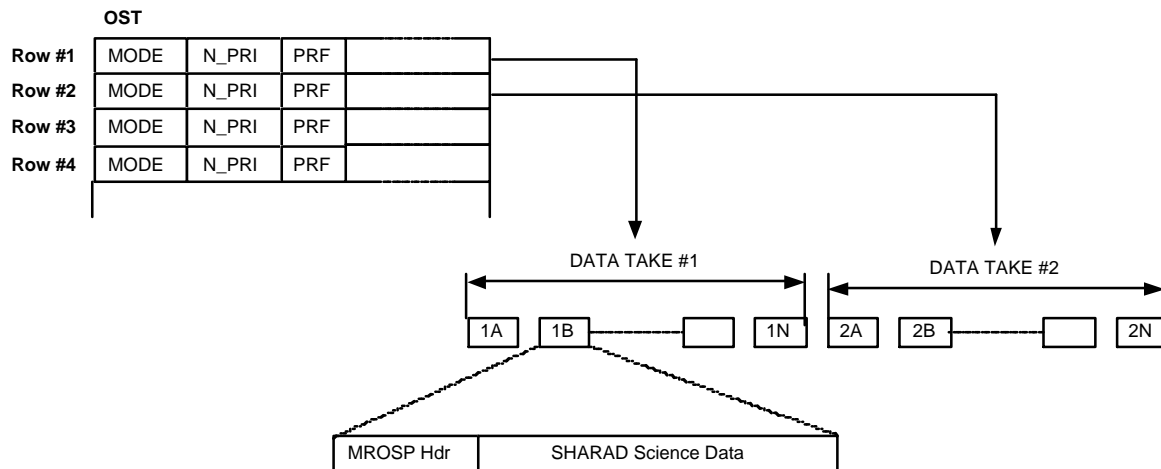 OST
Row #1 MODE N_PRI PRF
Row #2 MODE N_PRI PRF
Row #3 MODE N_PRI PRF
Row #4 MODE N_PRI PRF
DATA TAKE #1 DATA TAKE #2
1A 1B 1N 2A 2B 2N
MROSP Hdr SHARAD Science Data